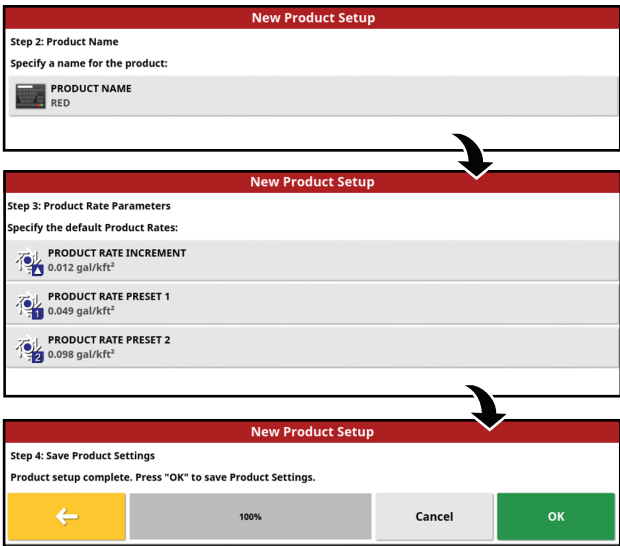 New Product Setup
Step 2: Product Name
Specify a name for the product:
PRODUCT NAME
RED
New Product Setup
Step 3: Product Rate Parameters
Specify the default Product Rates:
PRODUCT RATE INCREMENT
0.012 gal/kft²
PRODUCT RATE PRESET 1
1
0.049 gal/kft²
PRODUCT RATE PRESET 2
2
0.098 gal/kft²
New Product Setup
Step 4: Save Product Settings
Product setup complete. Press "OK" to save Product Settings.
100% Cancel OK